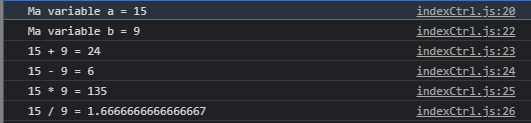 Ma variable a = 15 indexCtrl.js:20
Ma variable b = 9 indexCtrl.js:22
15 + 9 = 24 indexCtrl.js:23
15 - 9 = 6 indexCtrl.js:24
15 * 9 = 135 indexCtrl.js:25
15 / 9 = 1.6666666666666667 indexCtrl.js:26